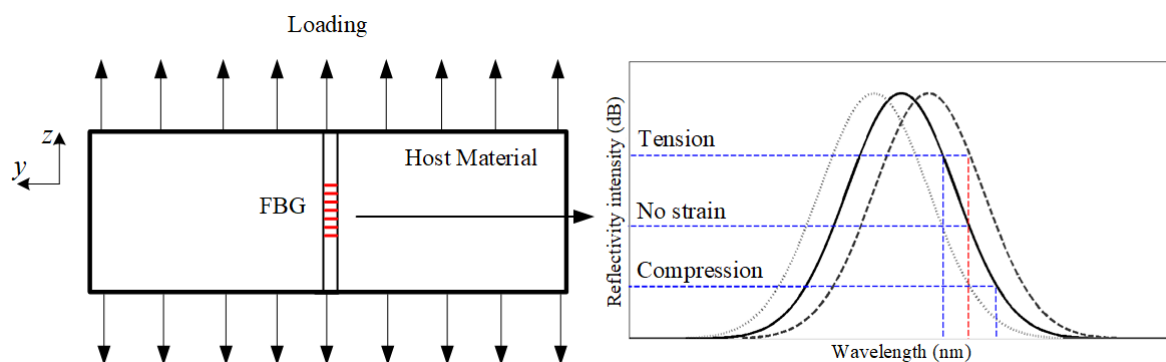 Loading
z
y
Host Material
FBG
Reflectivity intensity (dB)
Tension
No strain
Compression
Wavelength (nm)